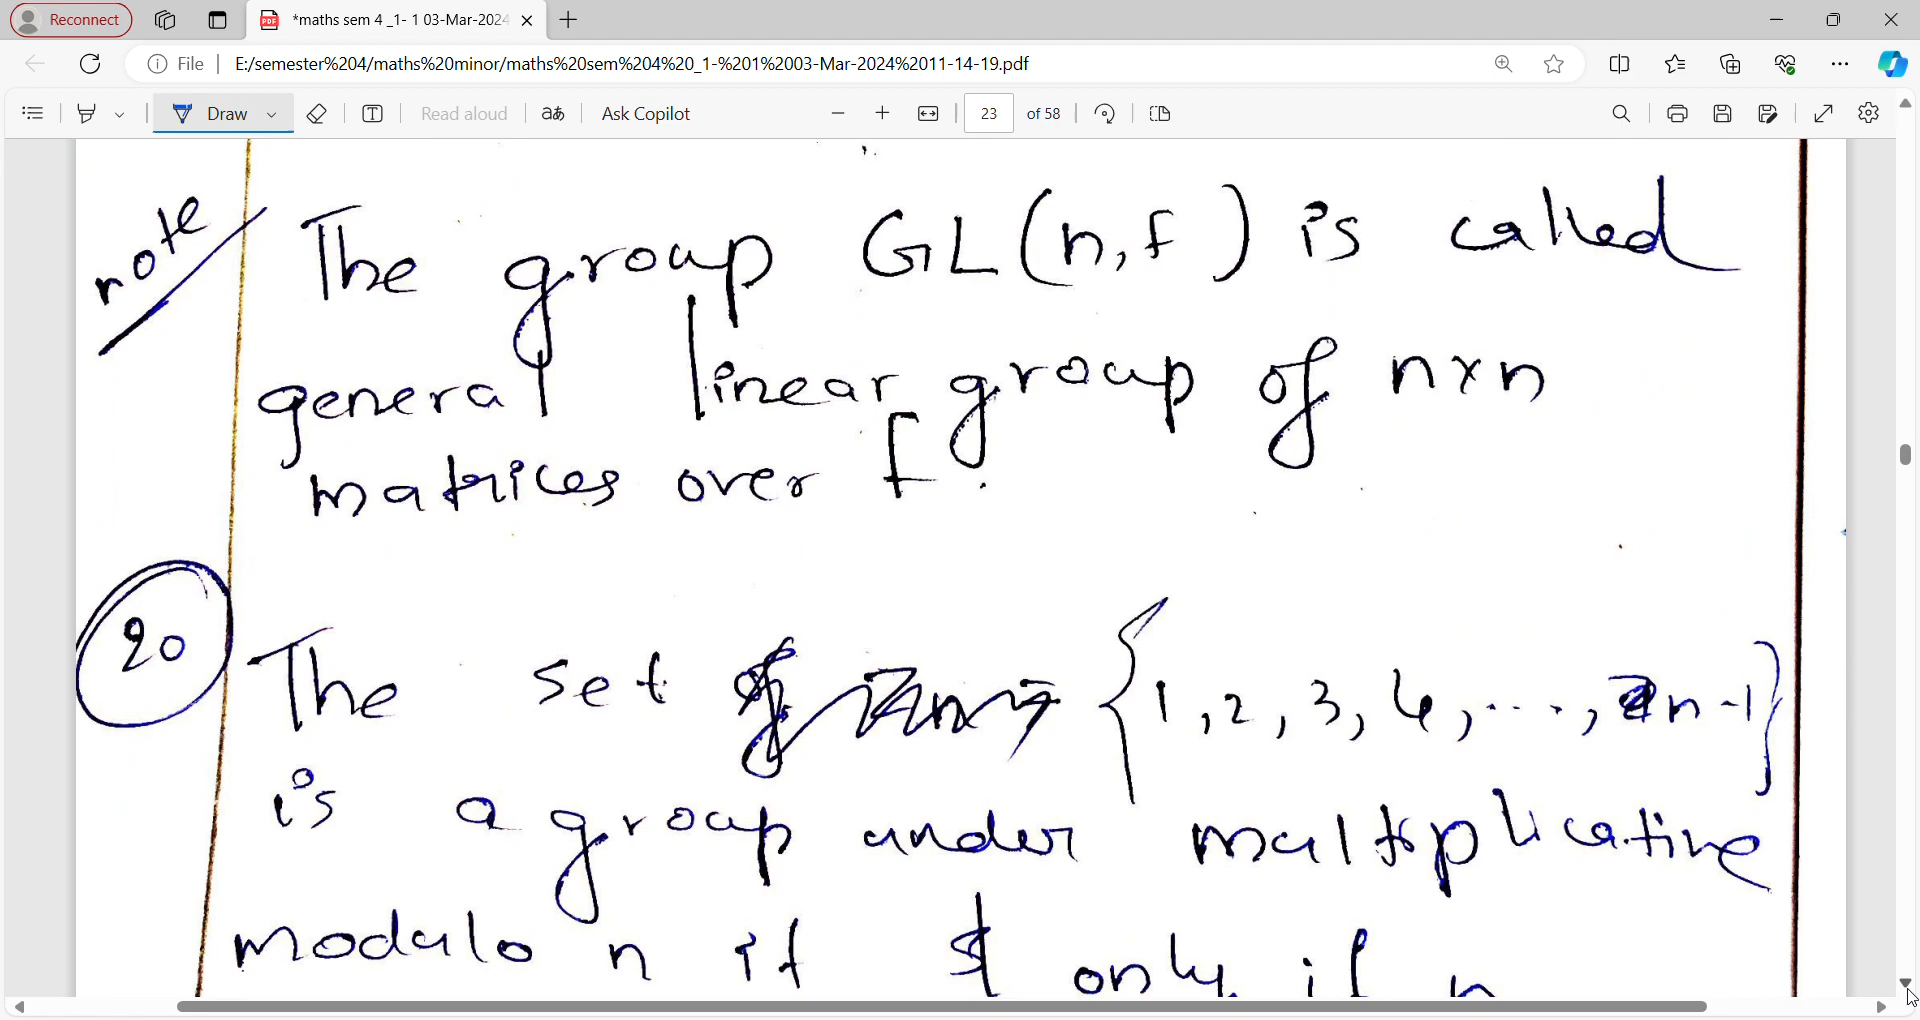 Reconnect
*maths sem 4 _1- 1 03-Mar-2024
File
E:/semester%204/maths%20minor/maths%20sem%204%20_1-%201%2003-Mar-2024%2011-14-19.pdf
Draw
Read aloud
aあ
Ask Copilot
23 of 58
note
The group GL(n,F) is called
general linear group of n×n
matrices over F.
20
The set {1,2,3,4,...,n-1}
is a group under multiplicative
modulo n if & only if n